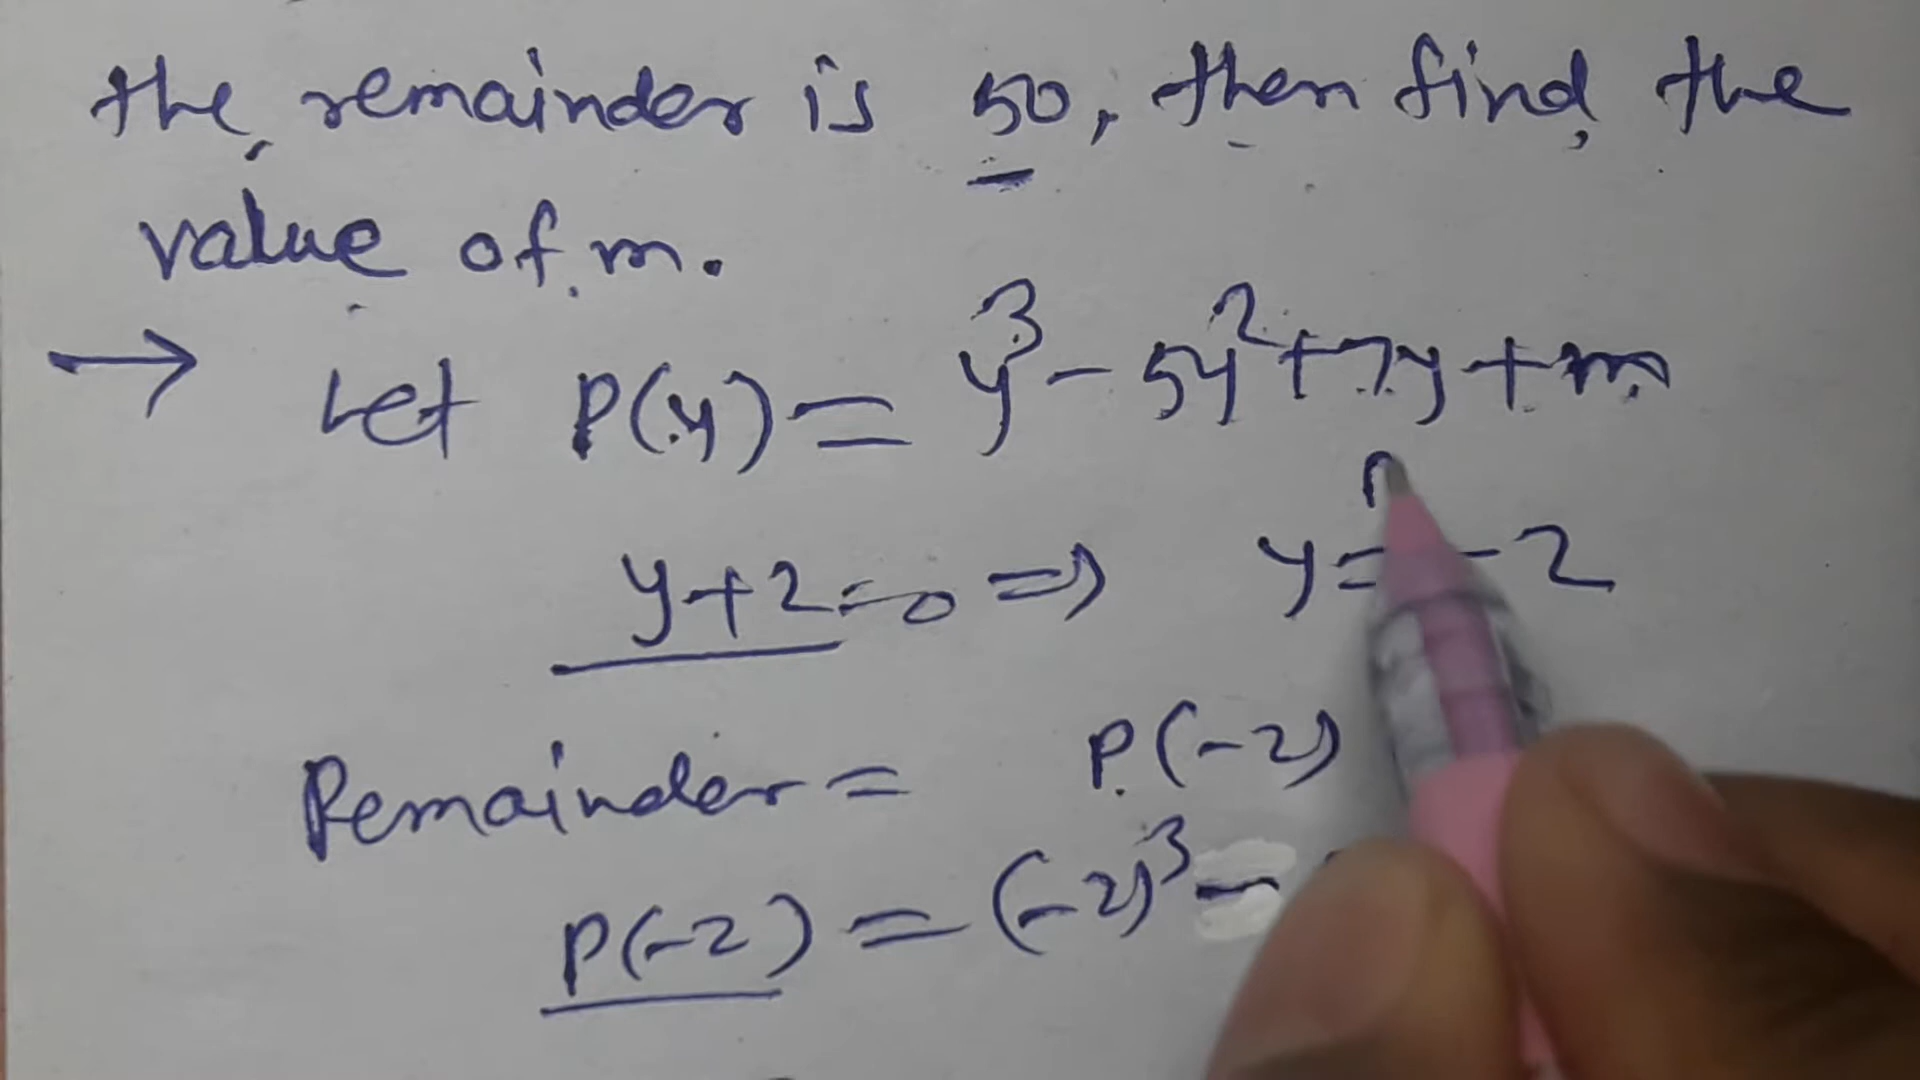 the remainder is 50, then find the
value of m.
→ Let P(y) = y³ - 5y² + 7y + m
y+2=0 ⇒ y=-2
Remainder = P(-2)
P(-2) = (-2)³ -